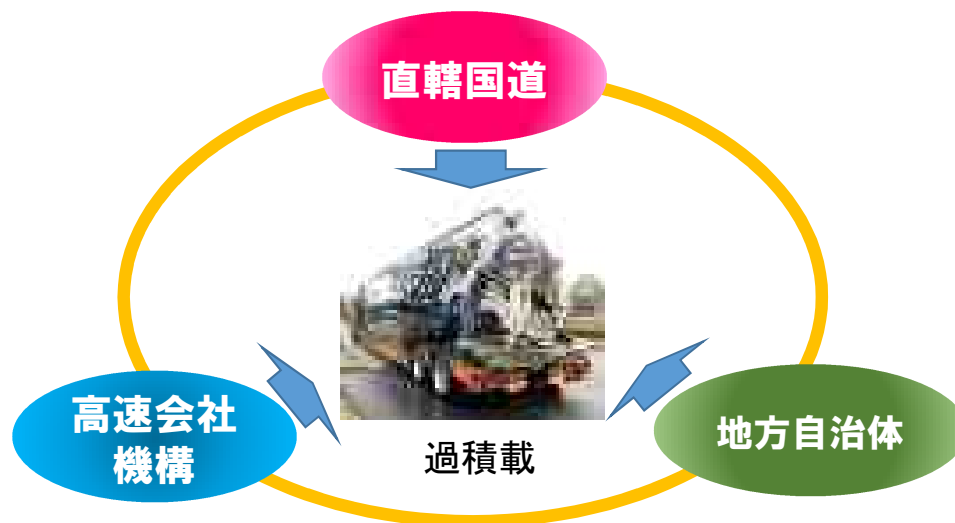 直轄国道
高速会社
機構
地方自治体
過積載